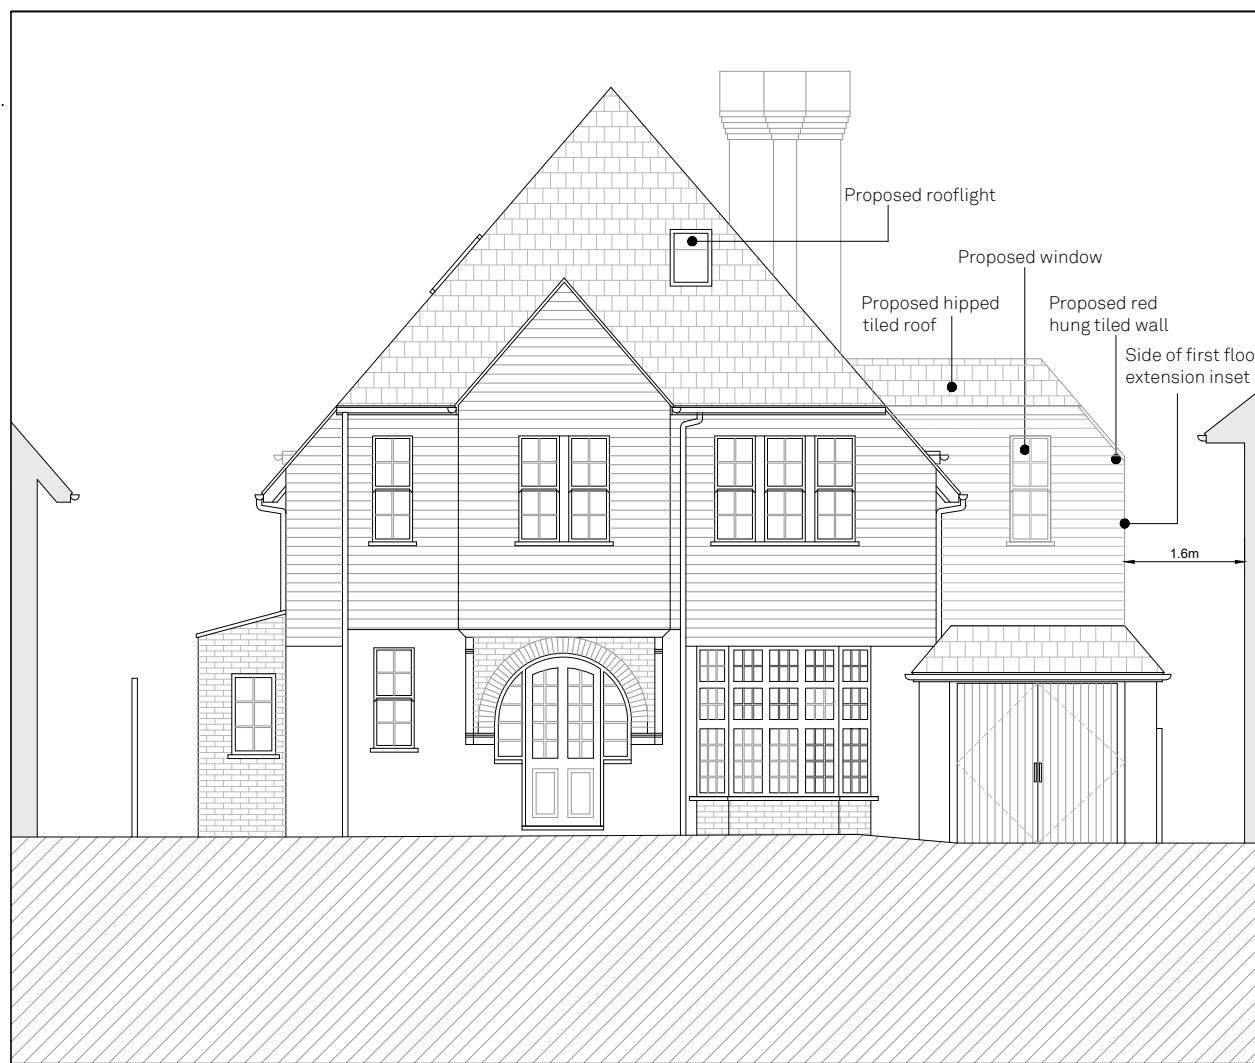 Proposed rooflight
Proposed window
Proposed hipped
tiled roof
Proposed red
hung tiled wall
Side of first floo
extension inset
1.6m